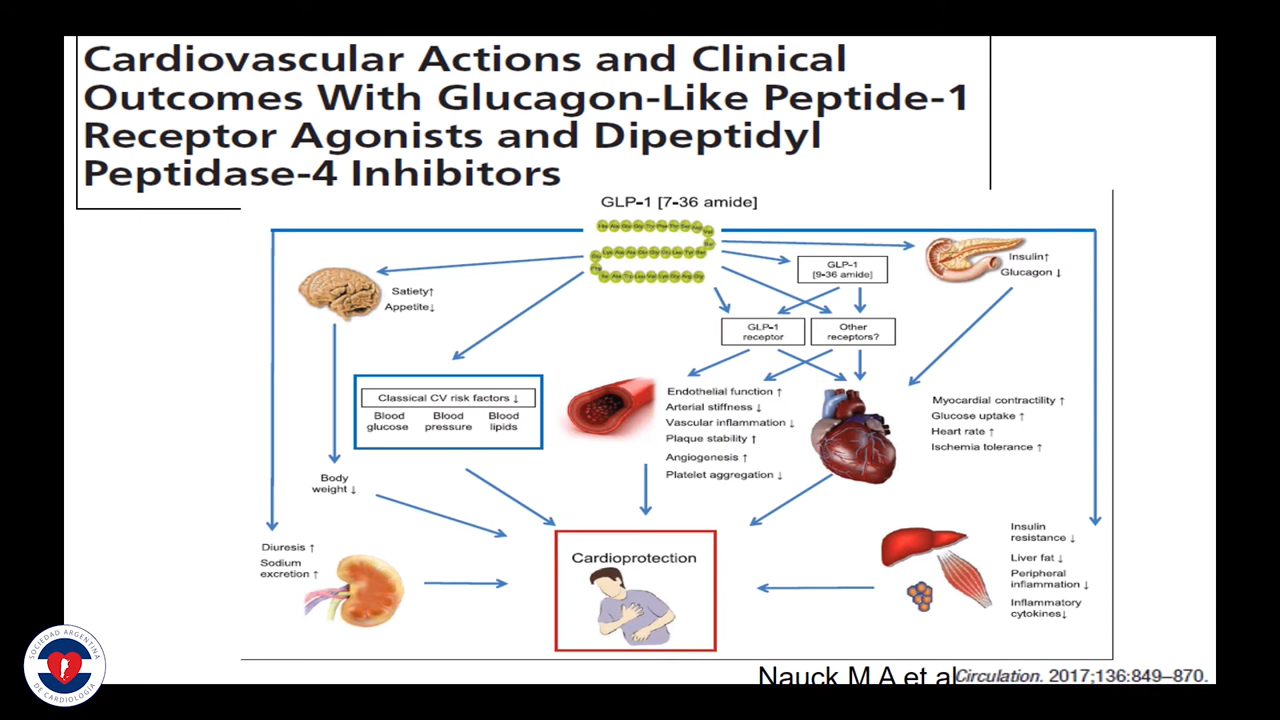 Cardiovascular Actions and Clinical
Outcomes With Glucagon-Like Peptide-1
Receptor Agonists and Dipeptidyl
Peptidase-4 Inhibitors
GLP-1 [7-36 amide]
GLP-1
[9-36 amide]
Insulin↑
Glucagon ↓
Satiety↑
Appetite↓
GLP-1
receptor
Other
receptors?
Classical CV risk factors ↓
Blood
glucose
Blood
pressure
Blood
lipids
Endothelial function ↑
Arterial stiffness ↓
Vascular inflammation ↓
Plaque stability ↑
Angiogenesis ↑
Platelet aggregation ↓
Myocardial contractility ↑
Glucose uptake ↑
Heart rate ↑
Ischemia tolerance ↑
Body
weight ↓
Diuresis ↑
Sodium
excretion ↑
Cardioprotection
Insulin
resistance ↓
Liver fat ↓
Peripheral
inflammation ↓
Inflammatory
cytokines↓
SOCIEDAD ARGENTINA
DE CARDIOLOGÍA
Nauck M A et al
Circulation. 2017;136:849–870.